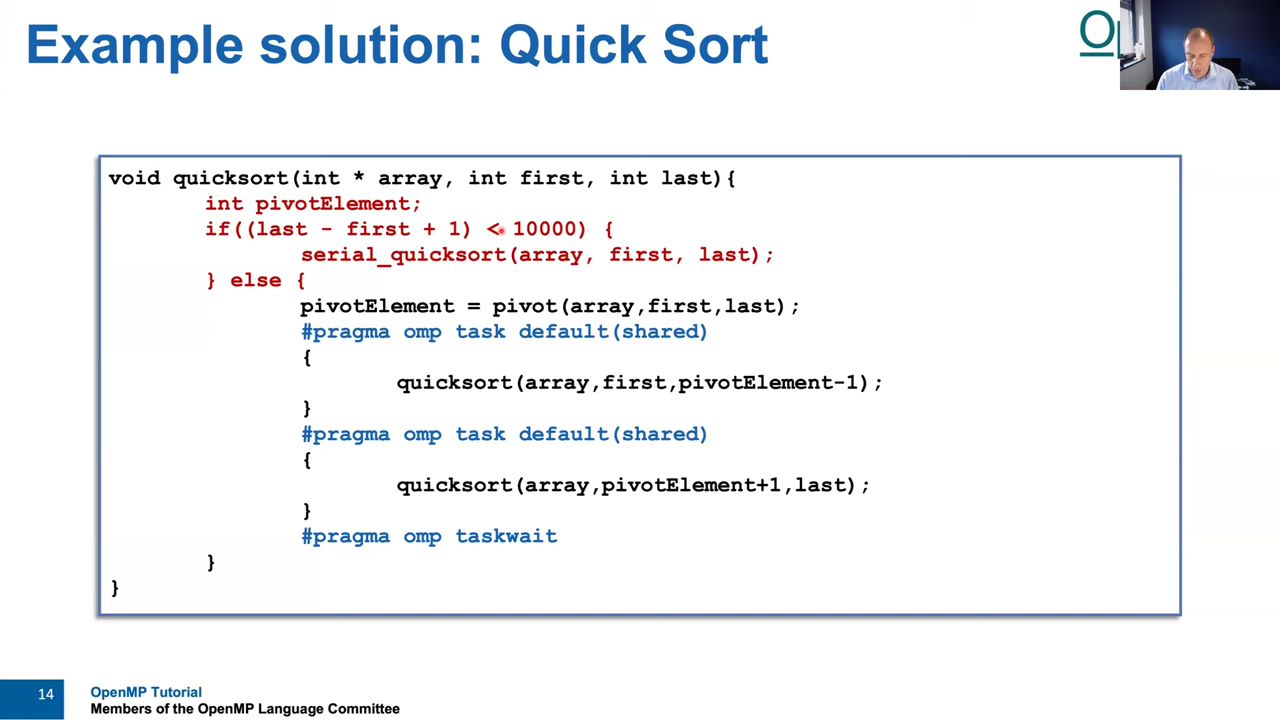 Example solution: Quick Sort
void quicksort(int * array, int first, int last){
int pivotElement;
if((last - first + 1) < 10000) {
serial_quicksort(array, first, last);
} else {
pivotElement = pivot(array,first,last);
#pragma omp task default(shared)
{
quicksort(array,first,pivotElement-1);
}
#pragma omp task default(shared)
{
quicksort(array,pivotElement+1,last);
}
#pragma omp taskwait
}
}
14
OpenMP Tutorial
Members of the OpenMP Language Committee